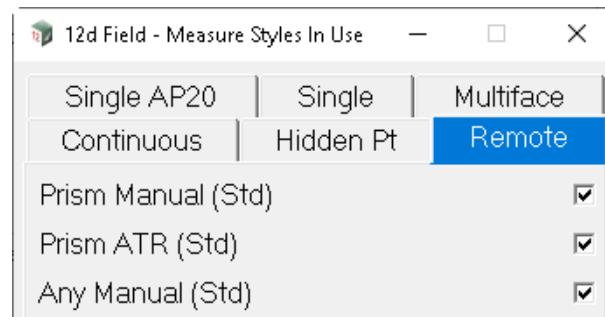 12d Field - Measure Styles In Use
Single AP20 Single Multiface
Continuous Hidden Pt Remote
Prism Manual (Std)
Prism ATR (Std)
Any Manual (Std)